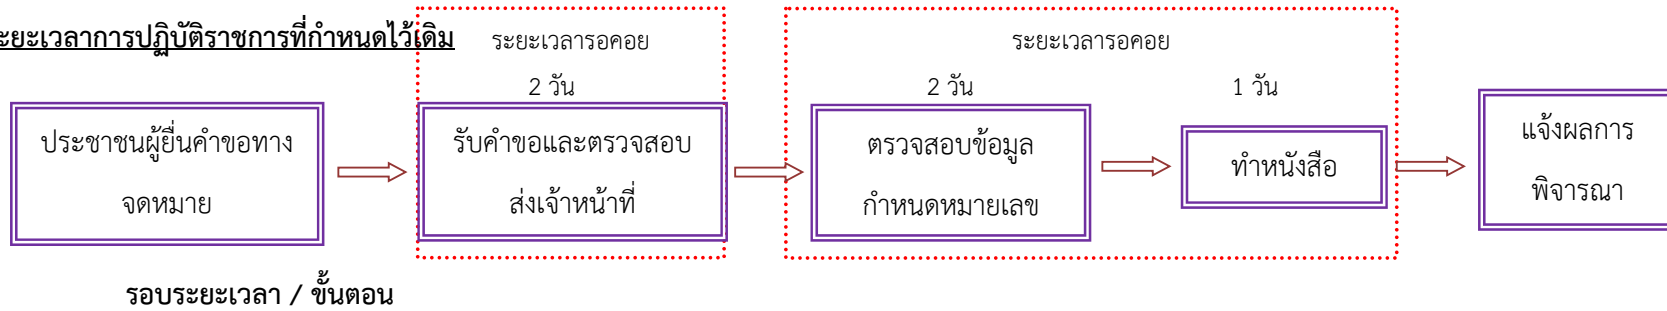 ะยะเวลาการปฏิบัติราชการที่กำหนดไว้เดิม
ระยะเวลารอคอย
2 วัน
ระยะเวลารอคอย
2 วัน
1 วัน
ประชาชนผู้ยื่นคำขอทาง
จดหมาย
รับคำขอและตรวจสอบ
ส่งเจ้าหน้าที่
ตรวจสอบข้อมูล
กำหนดหมายเลข
ทำหนังสือ
แจ้งผลการ
พิจารณา
รอบระยะเวลา / ขั้นตอน